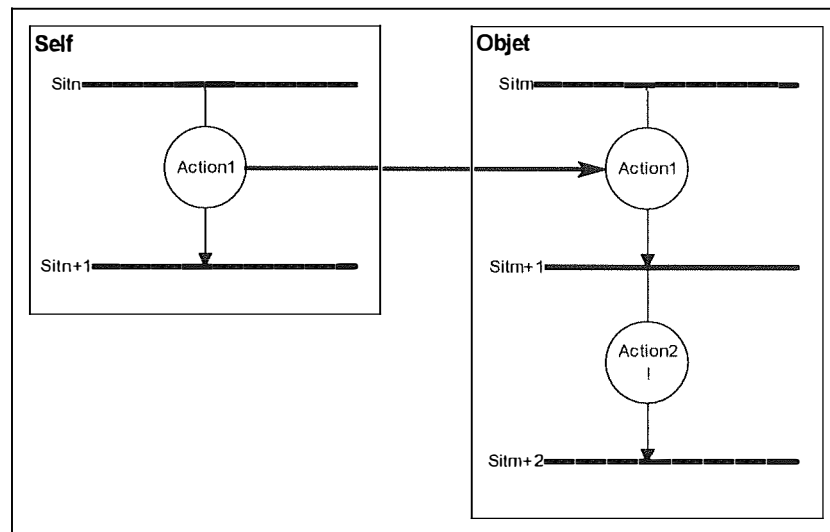 Self
Sitn
Action1
Sitn+1
Objet
Sitm
Action1
Sitm+1
Action2
!
Sitm+2